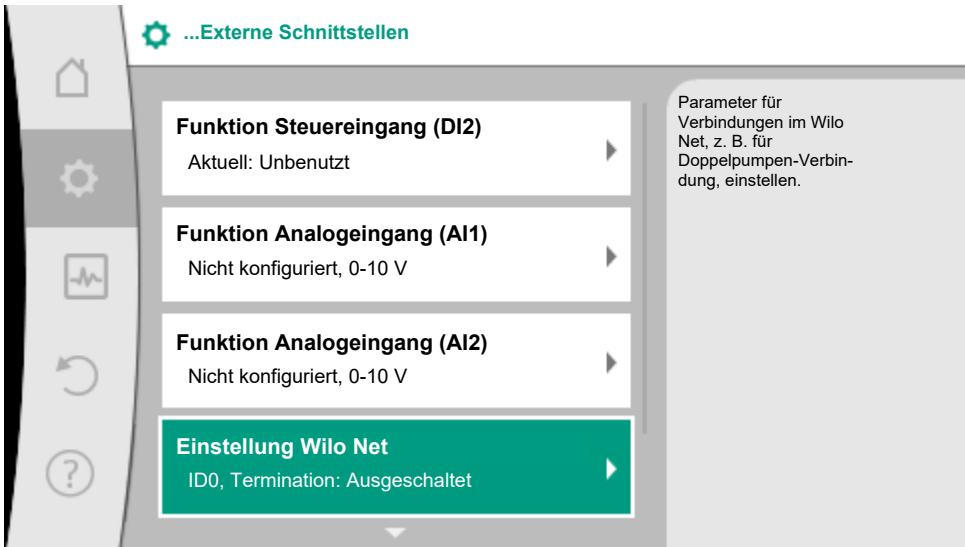 ...Externe Schnittstellen
Funktion Steuereingang (DI2)
Aktuell: Unbenutzt
Funktion Analogeingang (AI1)
Nicht konfiguriert, 0-10 V
Funktion Analogeingang (AI2)
Nicht konfiguriert, 0-10 V
Einstellung Wilo Net
ID0, Termination: Ausgeschaltet
Parameter für
Verbindungen im Wilo
Net, z. B. für
Doppelpumpen-Verbin-
dung, einstellen.
?